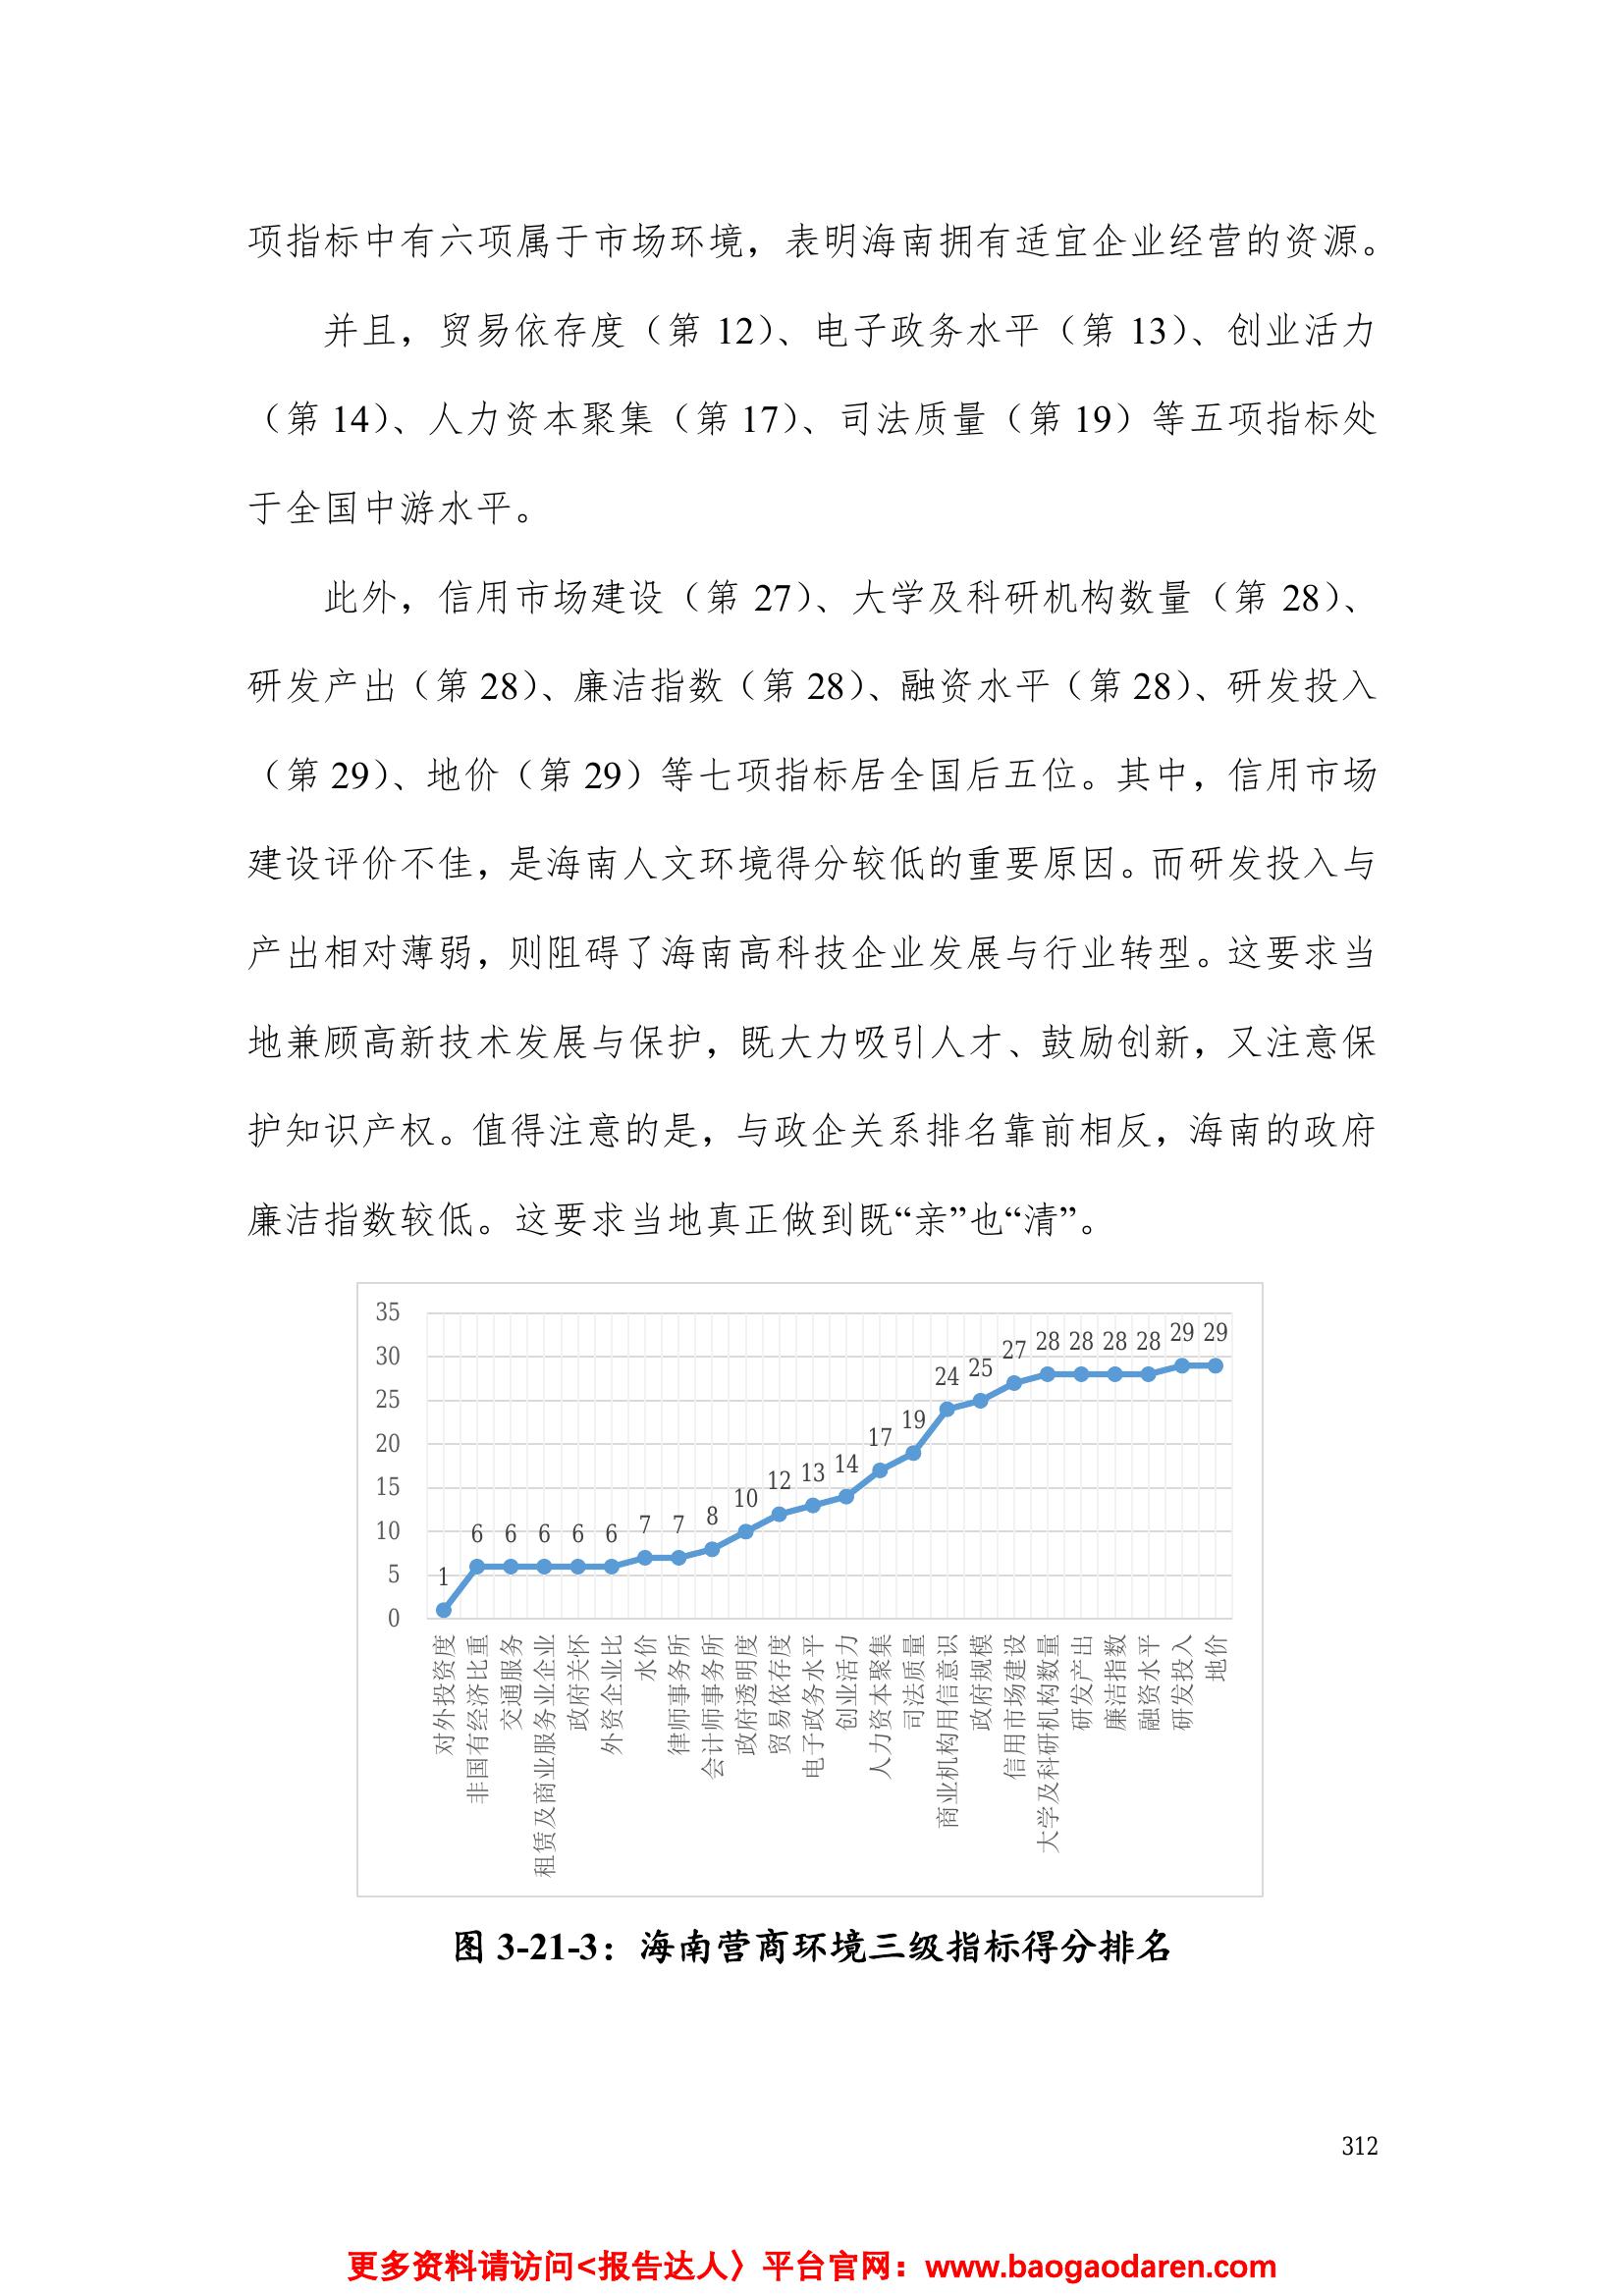 项指标中有六项属于市场环境，表明海南拥有适宜企业经营的资源。
并且，贸易依存度（第 12）、电子政务水平（第 13）、创业活力
（第 14）、人力资本聚集（第 17）、司法质量（第 19）等五项指标处
于全国中游水平。
此外，信用市场建设（第 27）、大学及科研机构数量（第 28）、
研发产出（第 28）、廉洁指数（第 28）、融资水平（第 28）、研发投入
（第 29）、地价（第 29）等七项指标居全国后五位。其中，信用市场
建设评价不佳，是海南人文环境得分较低的重要原因。而研发投入与
产出相对薄弱，则阻碍了海南高科技企业发展与行业转型。这要求当
地兼顾高新技术发展与保护，既大力吸引人才、鼓励创新，又注意保
护知识产权。值得注意的是，与政企关系排名靠前相反，海南的政府
廉洁指数较低。这要求当地真正做到既“亲”也“清”。
35
30
25
20
15
10
5
0
1 6 6 6 6 6 7 7 8 10 12 13 14 17 19 24 25 27 28 28 28 28 29 29
对外投资度
非国有经济比重
交通服务
租赁及商业服务业企业
政府关怀
外资企业比
水价
律师事务所
会计师事务所
政府透明度
贸易依存度
电子政务水平
创业活力
人力资本聚集
司法质量
商业机构用信意识
政府规模
信用市场建设
大学及科研机构数量
研发产出
廉洁指数
融资水平
研发投入
地价
图 3-21-3：海南营商环境三级指标得分排名
312
更多资料请访问<报告达人〉平台官网：www.baogaodaren.com